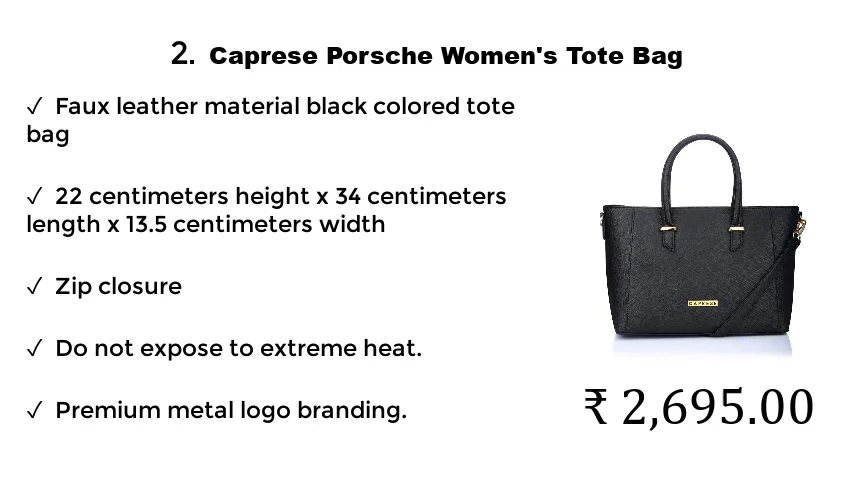 2. Caprese Porsche Women's Tote Bag
✓ Faux leather material black colored tote
bag
✓ 22 centimeters height x 34 centimeters
length x 13.5 centimeters width
✓ Zip closure
✓ Do not expose to extreme heat.
✓ Premium metal logo branding.
CAPRESE
₹ 2,695.00